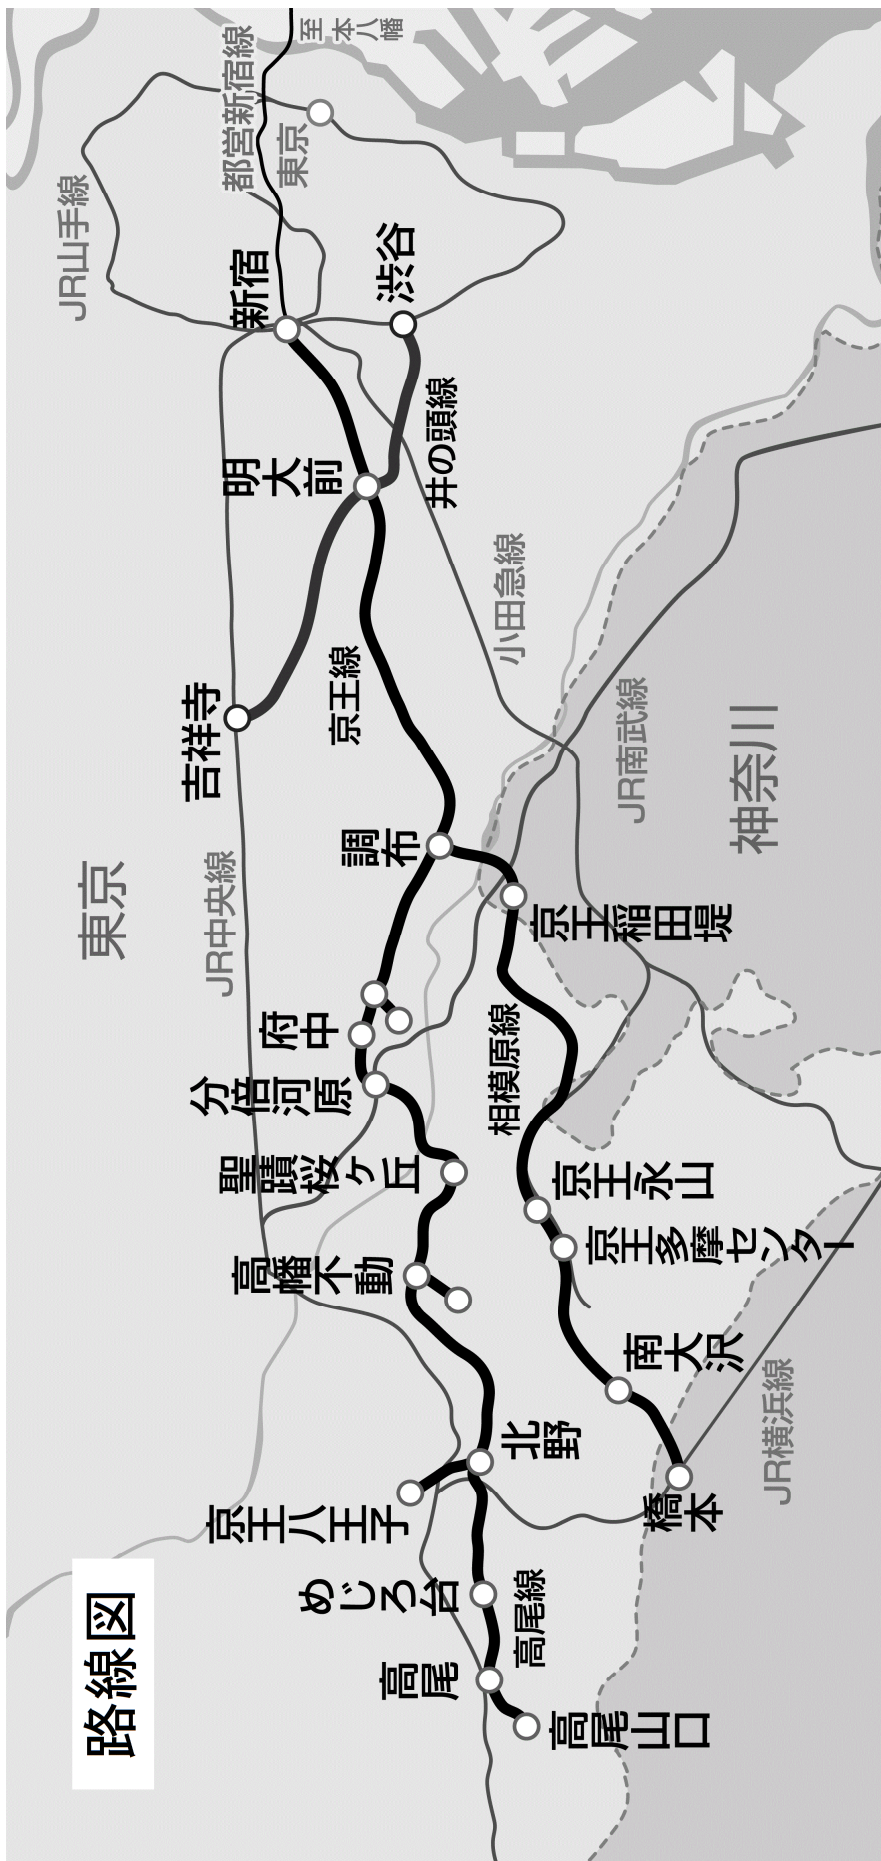 路線図
東京
神奈川
JR山手線
都営新宿線
至本八幡
東京
新宿
渋谷
明大前
井の頭線
小田急線
吉祥寺
京王線
JR南武線
JR中央線
調布
京王稲田堤
府中
分倍河原
相模原線
聖蹟桜ヶ丘
京王永山
京王多摩センター
高幡不動
南大沢
JR横浜線
北野
京王八王子
橋本
めじろ台
高尾線
高尾
高尾山口